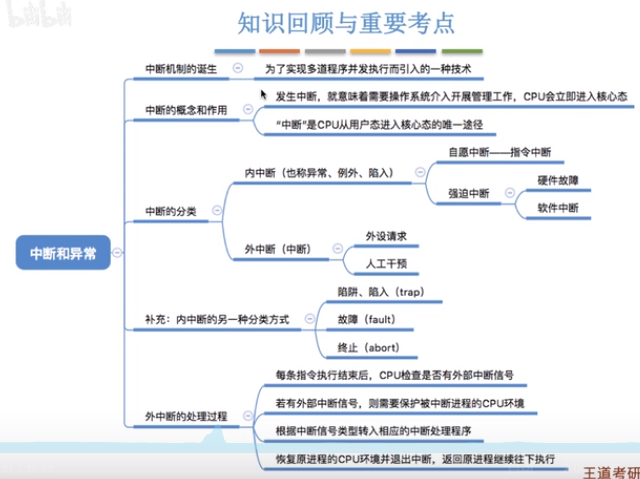 bilibili
知识回顾与重要考点
中断机制的诞生
为了实现多道程序并发执行而引入的一种技术
中断的概念和作用
发生中断，就意味着需要操作系统介入开展管理工作，CPU会立即进入核心态
“中断”是CPU从用户态进入核心态的唯一途径
中断和异常
中断的分类
内中断（也称异常、例外、陷入）
自愿中断——指令中断
强迫中断
硬件故障
软件中断
外中断（中断）
外设请求
人工干预
补充：内中断的另一种分类方式
陷阱、陷入（trap）
故障（fault）
终止（abort）
外中断的处理过程
每条指令执行结束后，CPU检查是否有外部中断信号
若有外部中断信号，则需要保护被中断进程的CPU环境
根据中断信号类型转入相应的中断处理程序
恢复原进程的CPU环境并退出中断，返回原进程继续往下执行
王道考研